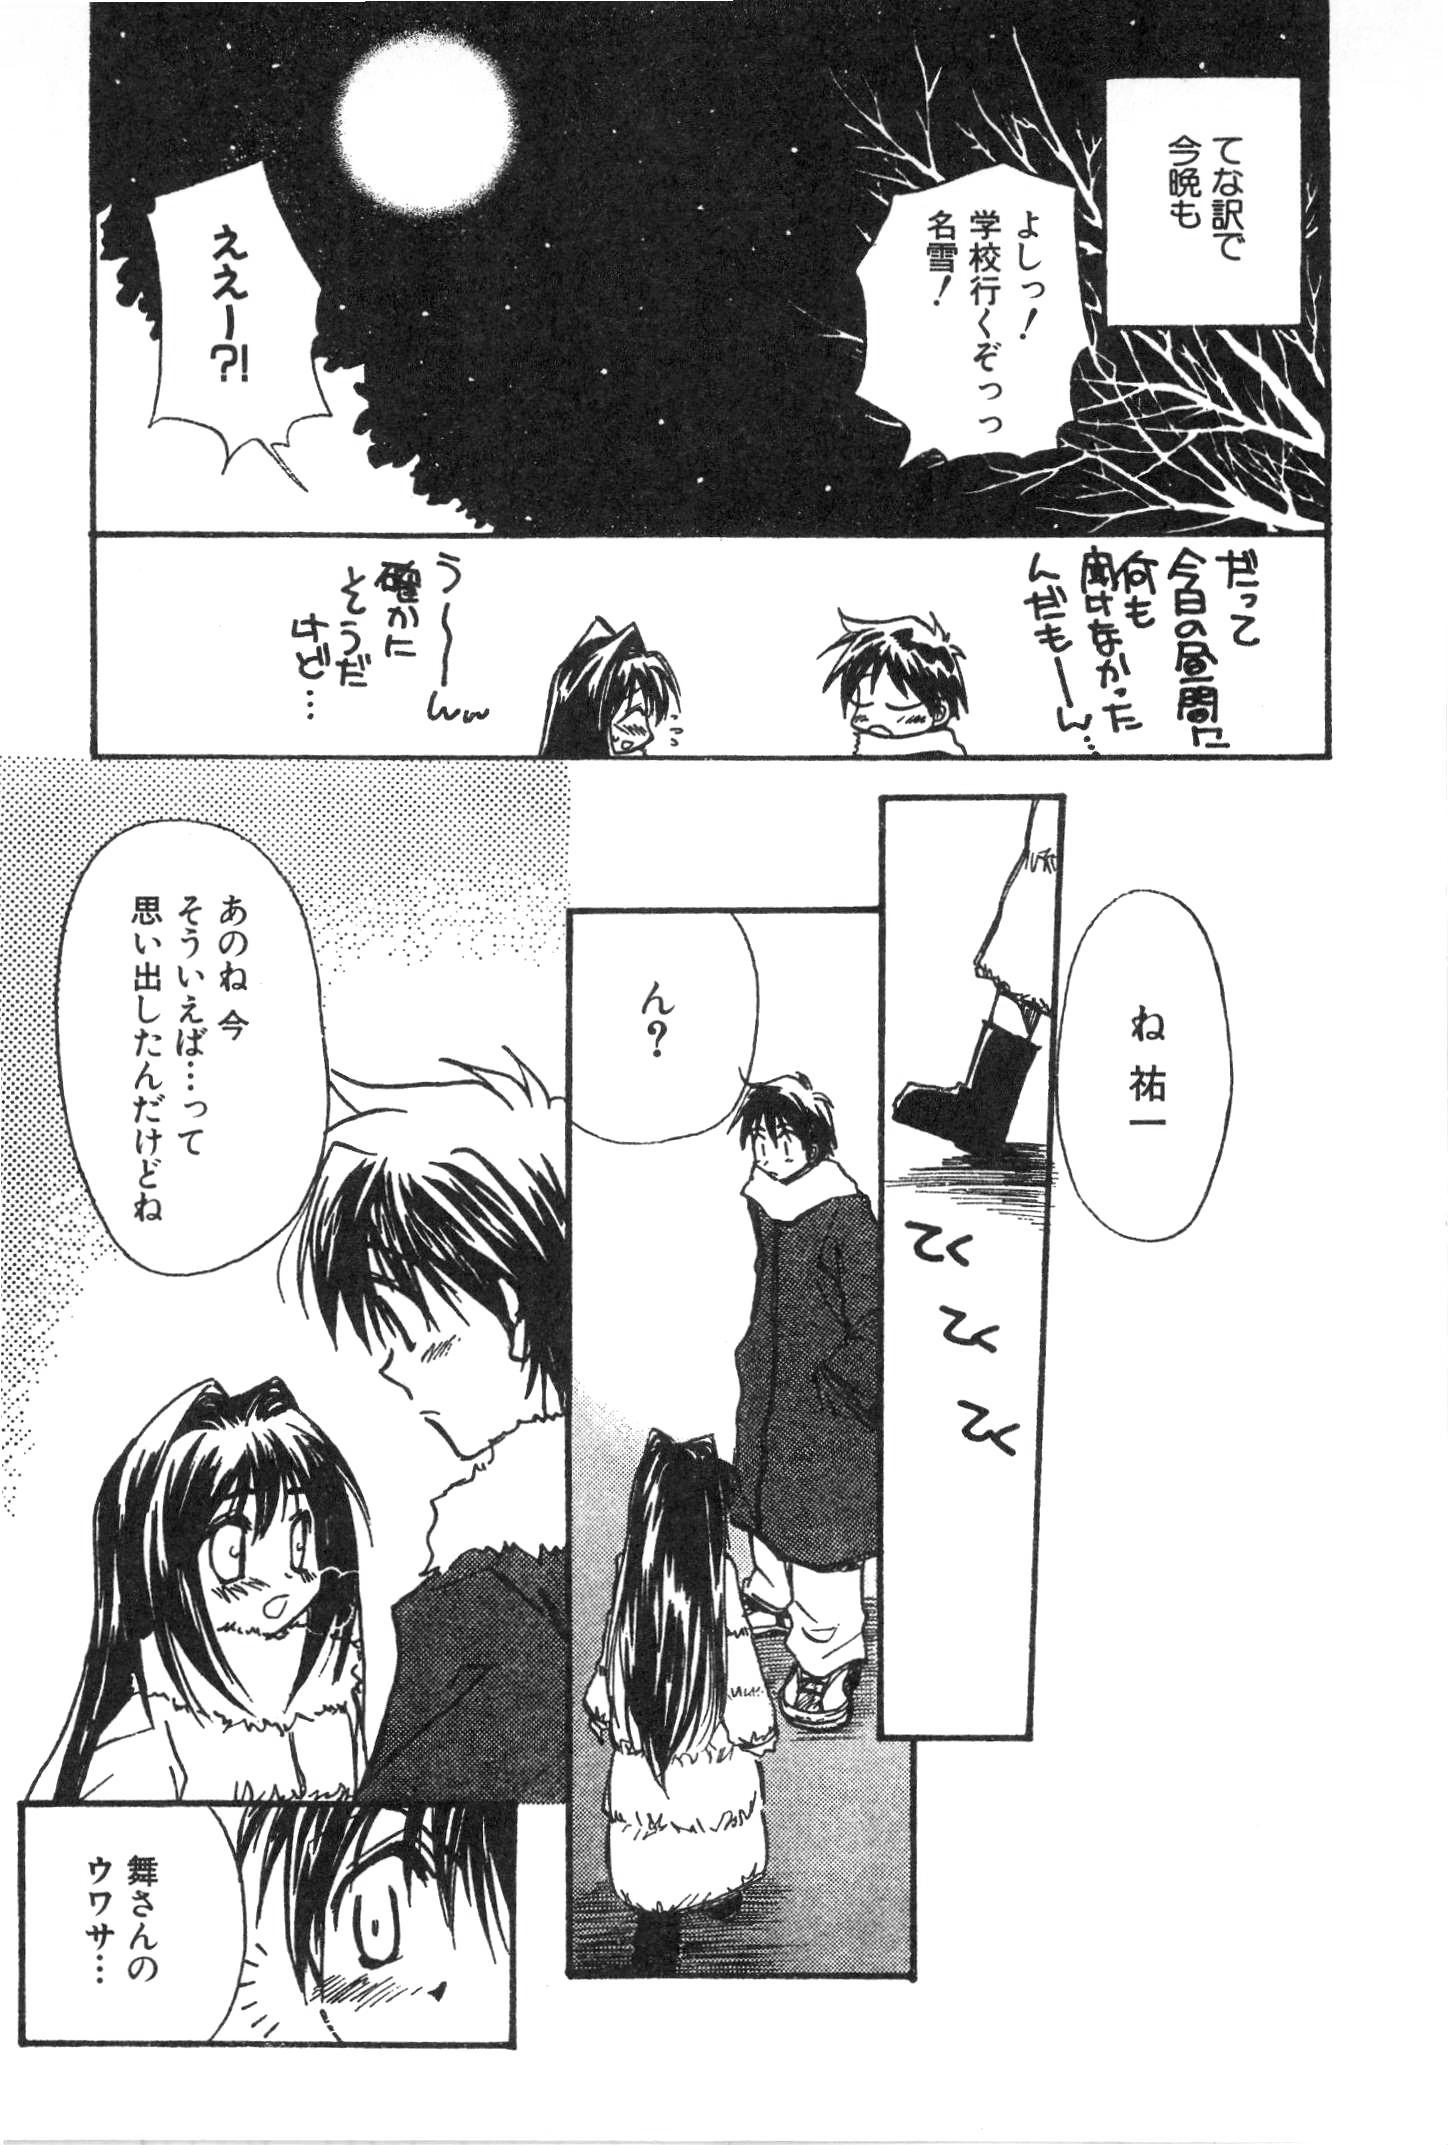 てな訳で
今晩も
よしっ!
学校行くぞっっ
名雪!
ええー?!
だって
今日の昼間に
何も
聞けなかった
んだもーん…
う〜〜ん
確かに
そうだ
けど…
ね 祐一
てく
てく
てく
ん?
あのね 今
そういえば…って
思い出したんだけどね
舞さんの
ウワサ…